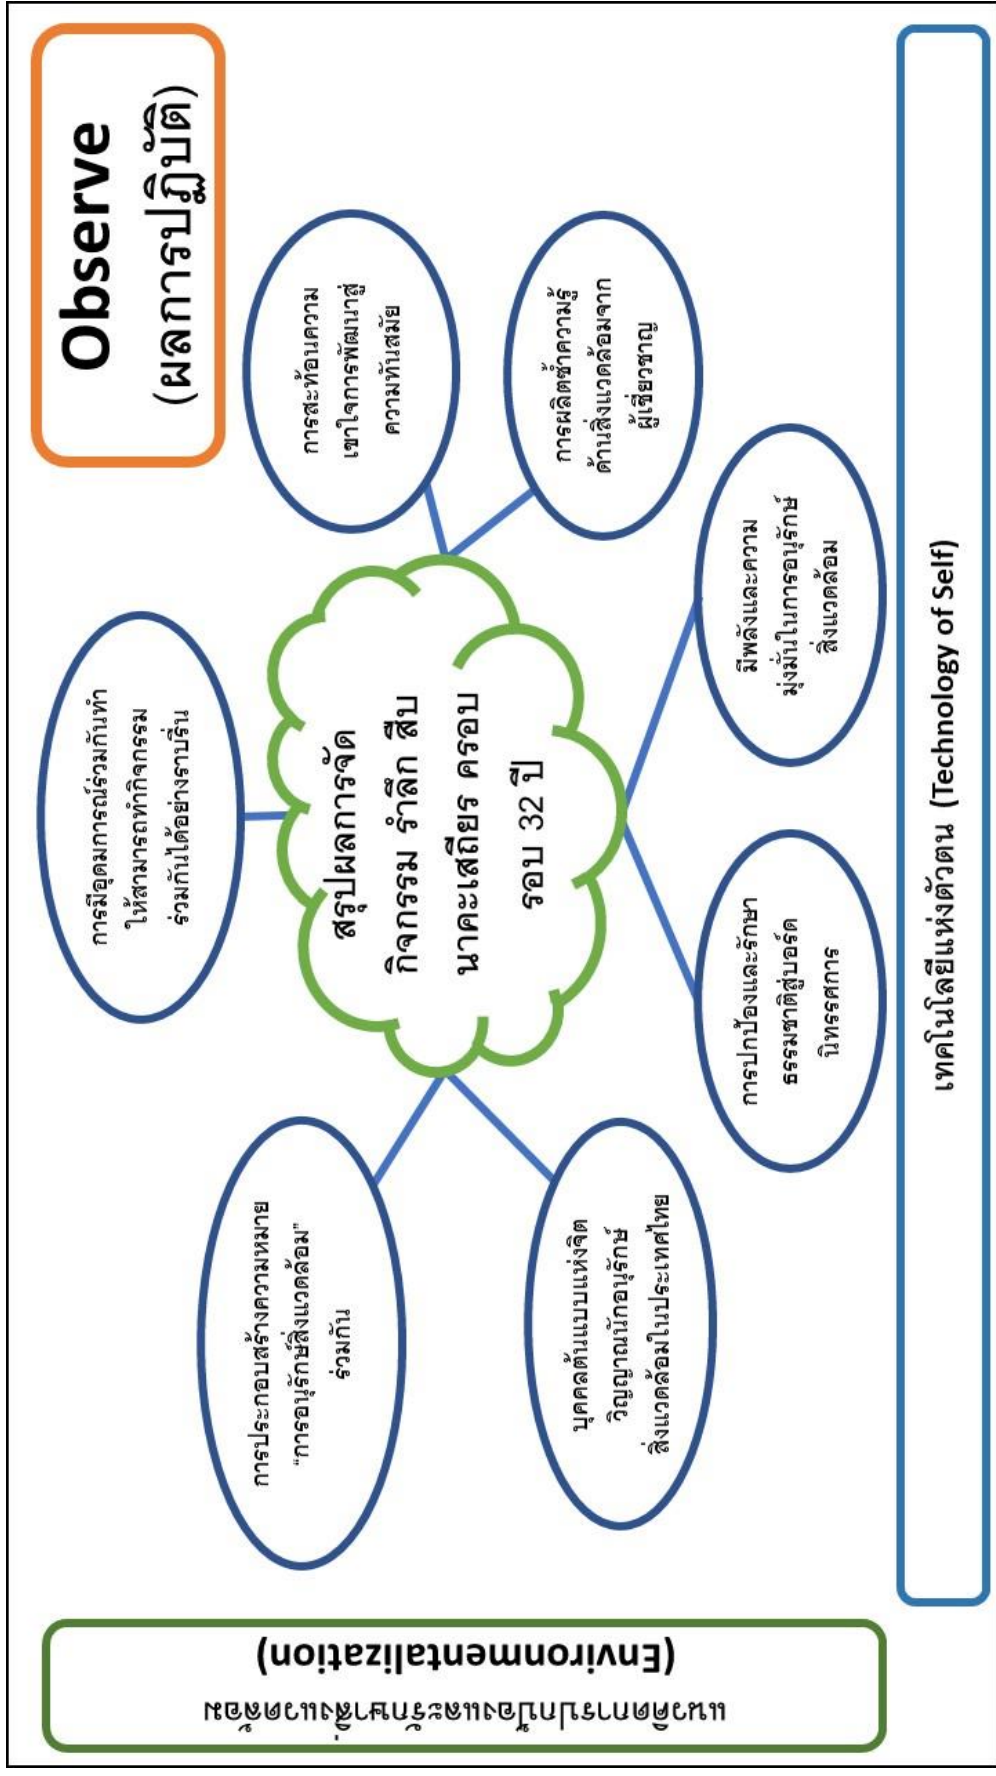 Observe
(ผลการปฏิบัติ)
การมีอุดมการณ์ร่วมกันทำ
ให้สามารถทำกิจกรรม
ร่วมกันได้อย่างราบรื่น
การสะท้อนความ
เขาใจการพัฒนาสู่
ความทันสมัย
การประกอบสร้างความหมาย
“การอนุรักษ์สิ่งแวดล้อม”
ร่วมกัน
สรุปผลการจัด
กิจกรรม รำลึก สืบ
นาคะเสถียร ครอบ
รอบ 32 ปี
การผลิตซ้ำความรู้
ด้านสิ่งแวดล้อมจาก
ผู้เชี่ยวชาญ
บุคคลต้นแบบแห่งจิต
วิญญาณนักอนุรักษ์
สิ่งแวดล้อมในประเทศไทย
การปกป้องและรักษา
ธรรมชาติสู่บอร์ด
นิทรรศการ
มีพลังและความ
มุ่งมั่นในการอนุรักษ์
สิ่งแวดล้อม
แนวคิดการปกป้องและรักษาสิ่งแวดล้อม
(Environmentalization)
เทคโนโลยีแห่งตัวตน (Technology of Self)